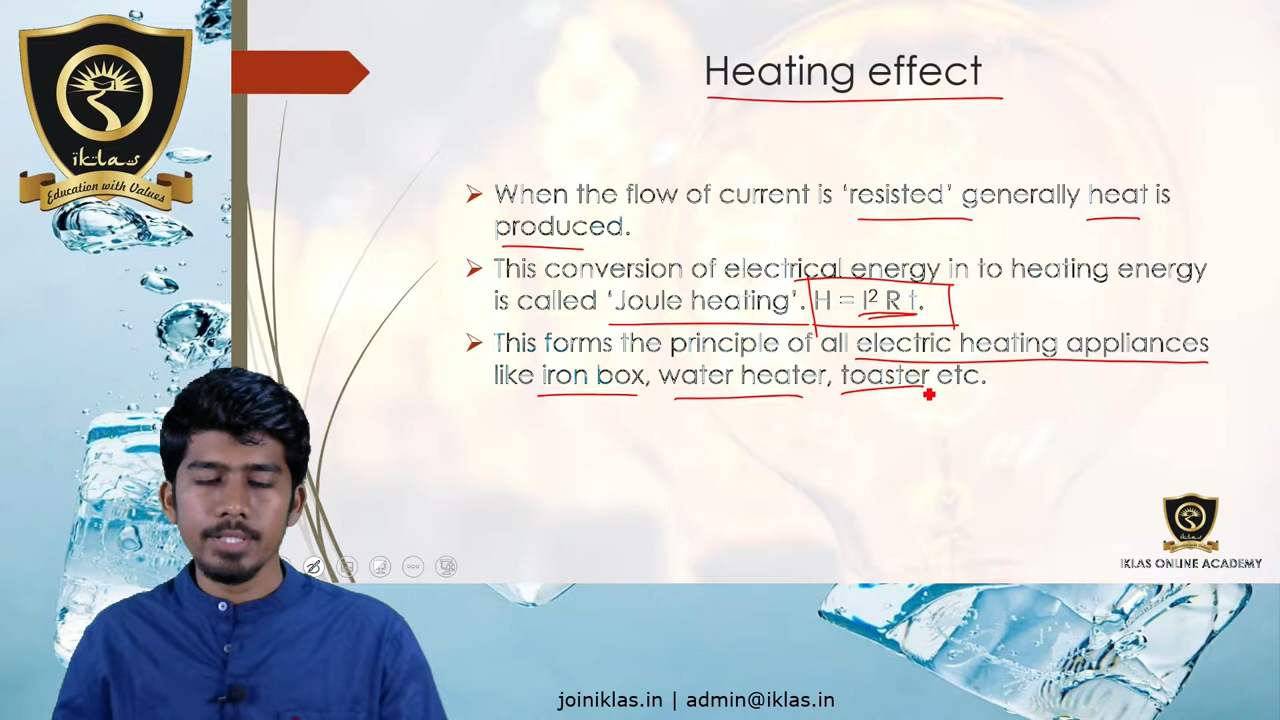 iklas
Education with Values
Heating effect
When the flow of current is ‘resisted’ generally heat is
produced.
This conversion of electrical energy in to heating energy
is called ‘Joule heating’. H = I² R t.
This forms the principle of all electric heating appliances
like iron box, water heater, toaster etc.
IKLAS ONLINE ACADEMY
joiniklas.in | admin@iklas.in